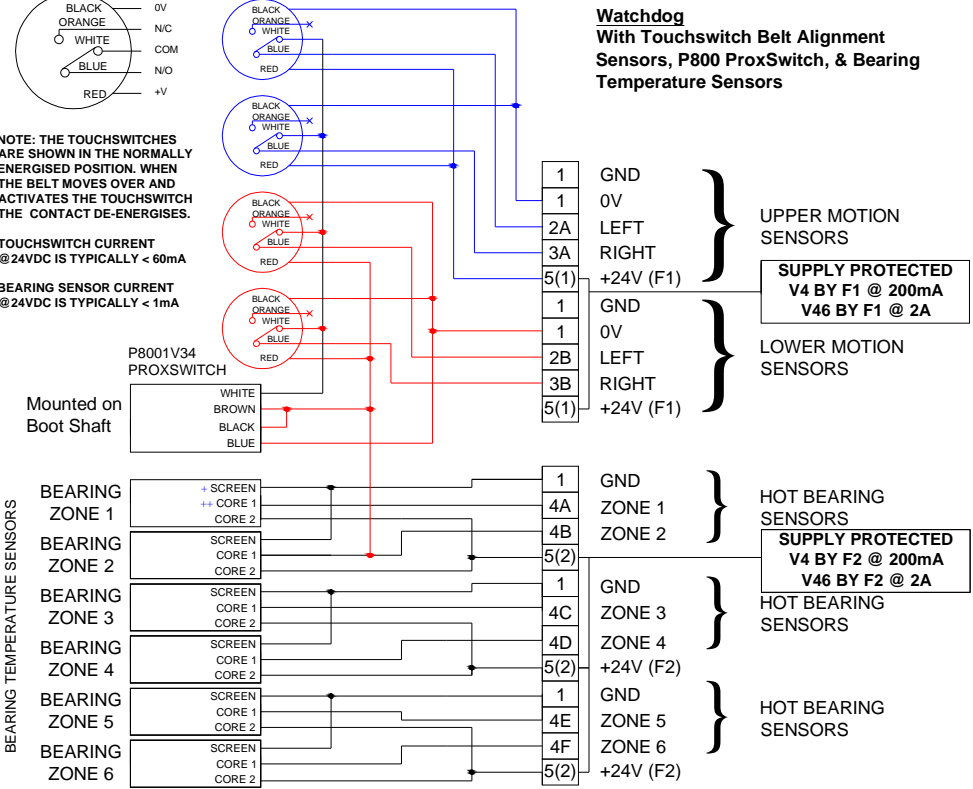 BLACK
ORANGE
WHITE
BLUE
RED
0V
N/C
COM
N/O
+V
NOTE: THE TOUCHSWITCHES
ARE SHOWN IN THE NORMALLY
ENERGISED POSITION. WHEN
THE BELT MOVES OVER AND
ACTIVATES THE TOUCHSWITCH
THE CONTACT DE-ENERGISES.
TOUCHSWITCH CURRENT
@24VDC IS TYPICALLY < 60mA
BEARING SENSOR CURRENT
@24VDC IS TYPICALLY < 1mA
BLACK
ORANGE
WHITE
BLUE
RED
BLACK
ORANGE
WHITE
BLUE
RED
BLACK
ORANGE
WHITE
BLUE
RED
BLACK
ORANGE
WHITE
BLUE
RED
Watchdog
With Touchswitch Belt Alignment
Sensors, P800 ProxSwitch, & Bearing
Temperature Sensors
1 GND
1 0V
2A LEFT
3A RIGHT
5(1) +24V (F1)
UPPER MOTION
SENSORS
SUPPLY PROTECTED
V4 BY F1 @ 200mA
V46 BY F1 @ 2A
1 GND
1 0V
2B LEFT
3B RIGHT
5(1) +24V (F1)
LOWER MOTION
SENSORS
P8001V34
PROXSWITCH
Mounted on
Boot Shaft
WHITE
BROWN
BLACK
BLUE
BEARING TEMPERATURE SENSORS
BEARING
ZONE 1
+ SCREEN
++ CORE 1
CORE 2
BEARING
ZONE 2
SCREEN
CORE 1
CORE 2
BEARING
ZONE 3
SCREEN
CORE 1
CORE 2
BEARING
ZONE 4
SCREEN
CORE 1
CORE 2
BEARING
ZONE 5
SCREEN
CORE 1
CORE 2
BEARING
ZONE 6
SCREEN
CORE 1
CORE 2
1 GND
4A ZONE 1
4B ZONE 2
5(2)
HOT BEARING
SENSORS
SUPPLY PROTECTED
V4 BY F2 @ 200mA
V46 BY F2 @ 2A
1 GND
4C ZONE 3
4D ZONE 4
5(2) +24V (F2)
HOT BEARING
SENSORS
1 GND
4E ZONE 5
4F ZONE 6
5(2) +24V (F2)
HOT BEARING
SENSORS